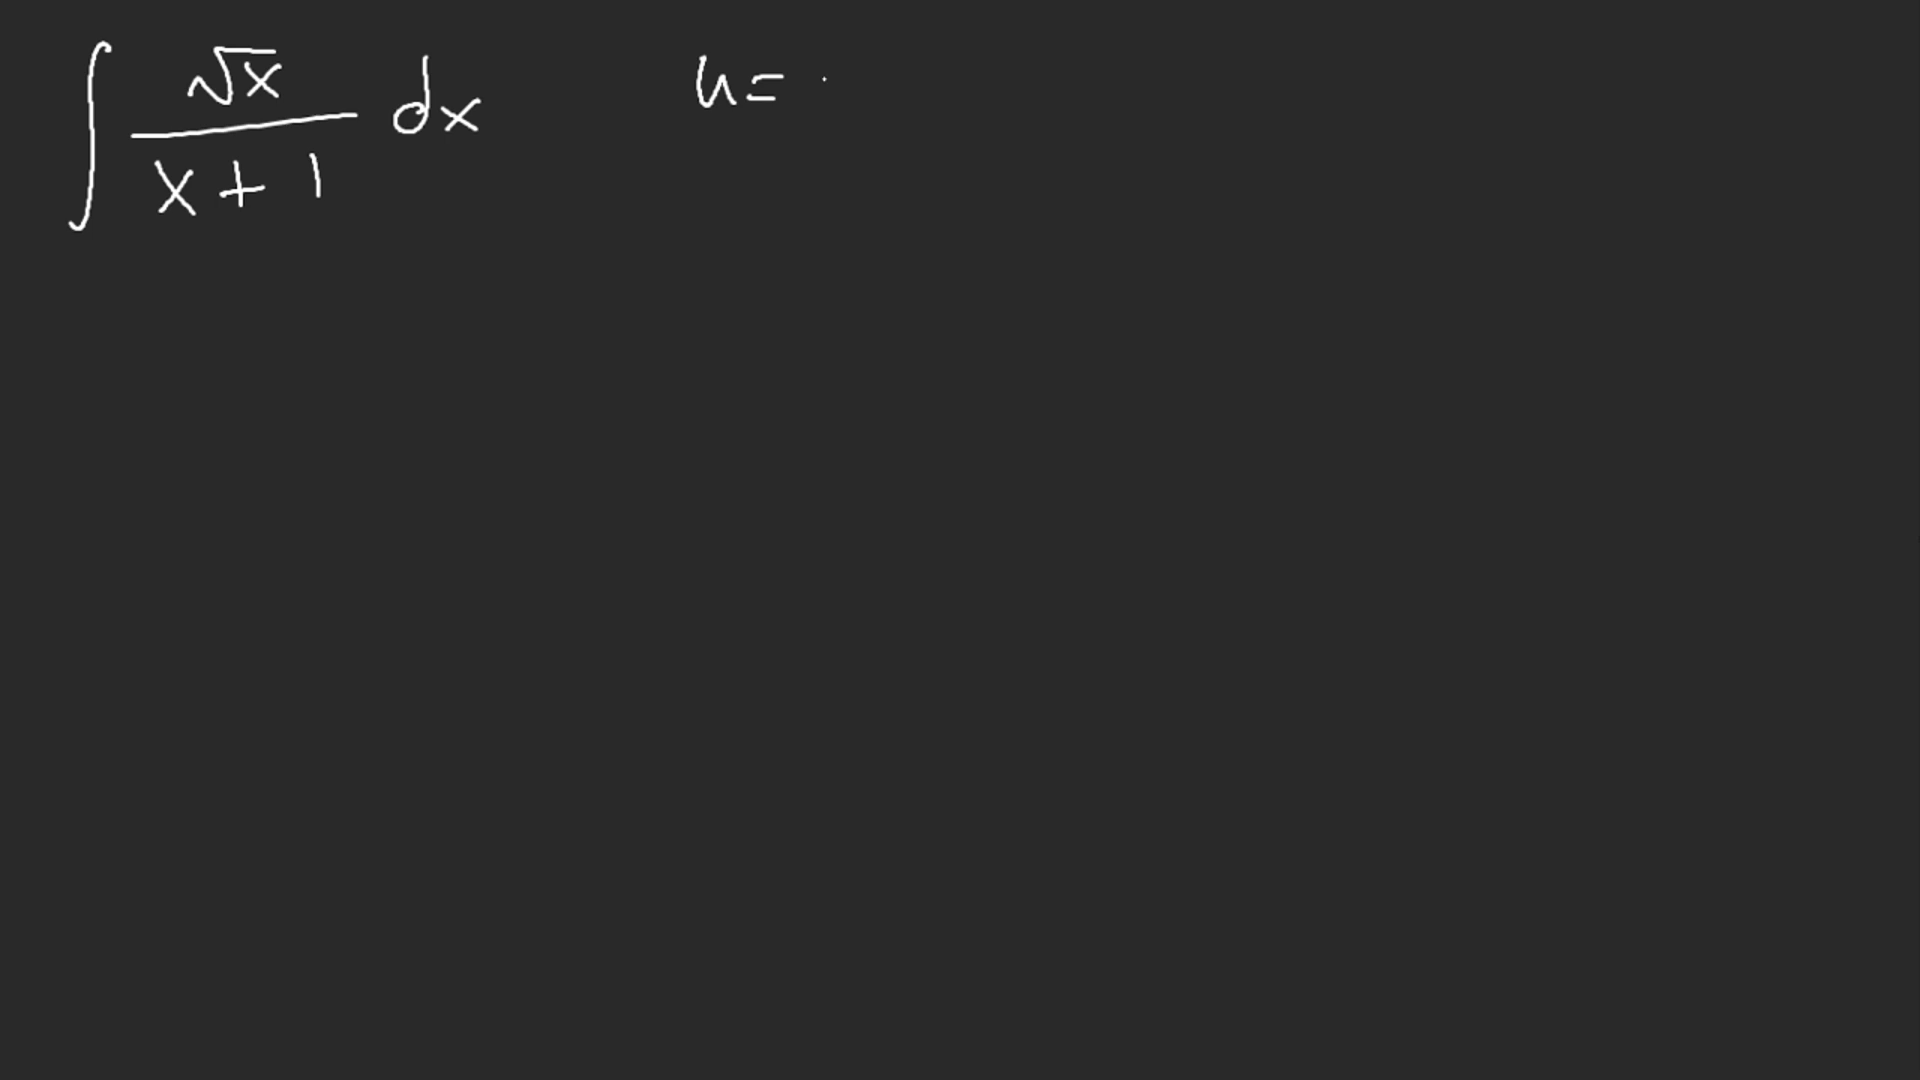 ∫ √x / (x + 1) dx u =